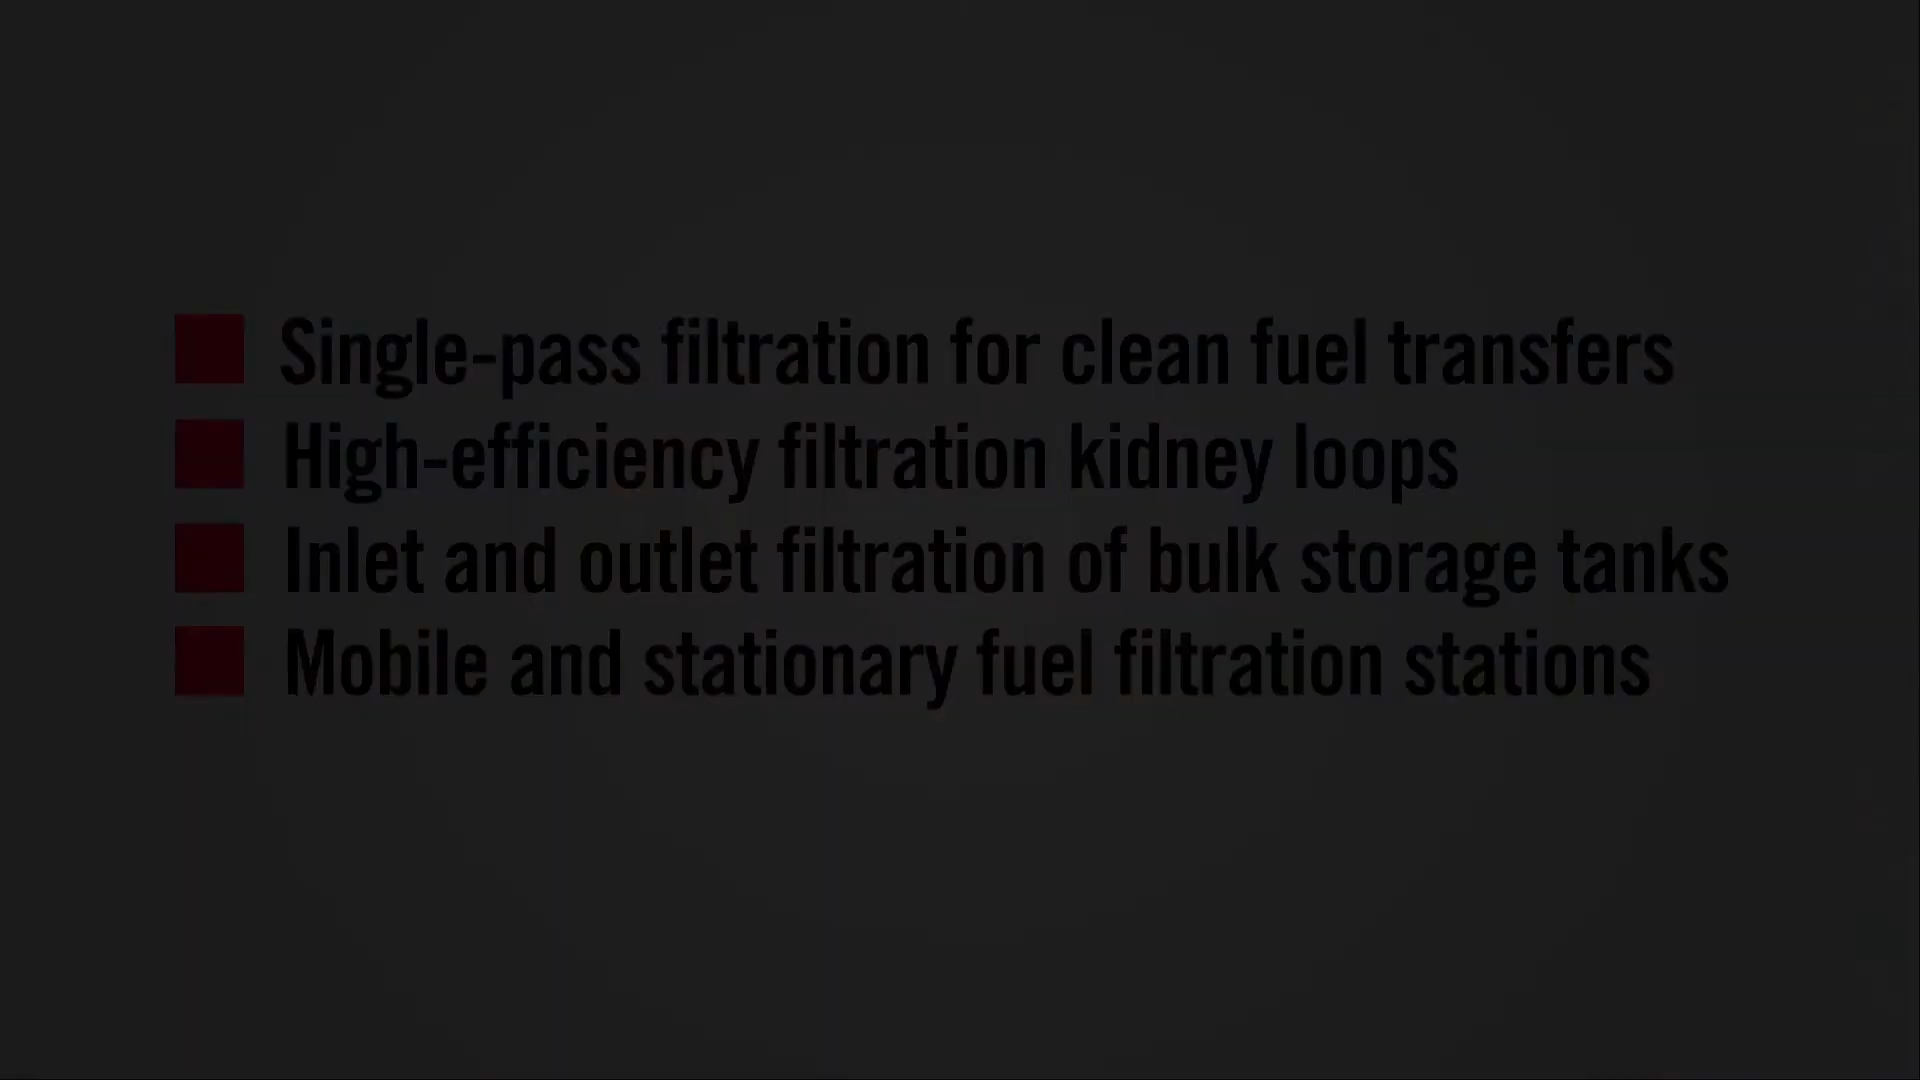 Single-pass filtration for clean fuel transfers
High-efficiency filtration kidney loops
Inlet and outlet filtration of bulk storage tanks
Mobile and stationary fuel filtration stations